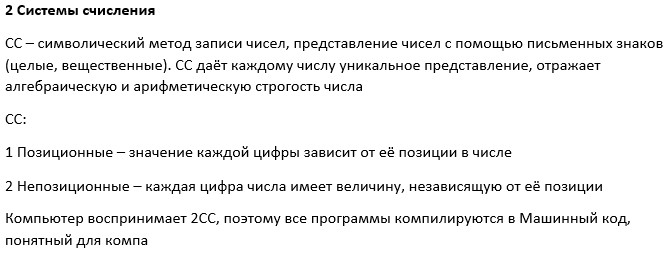 2 Системы счисления
СС – символический метод записи чисел, представление чисел с помощью письменных знаков
(целые, вещественные). СС даёт каждому числу уникальное представление, отражает
алгебраическую и арифметическую строгость числа
СС:
1 Позиционные – значение каждой цифры зависит от её позиции в числе
2 Непозиционные – каждая цифра числа имеет величину, независящую от её позиции
Компьютер воспринимает 2СС, поэтому все программы компилируются в Машинный код,
понятный для компа